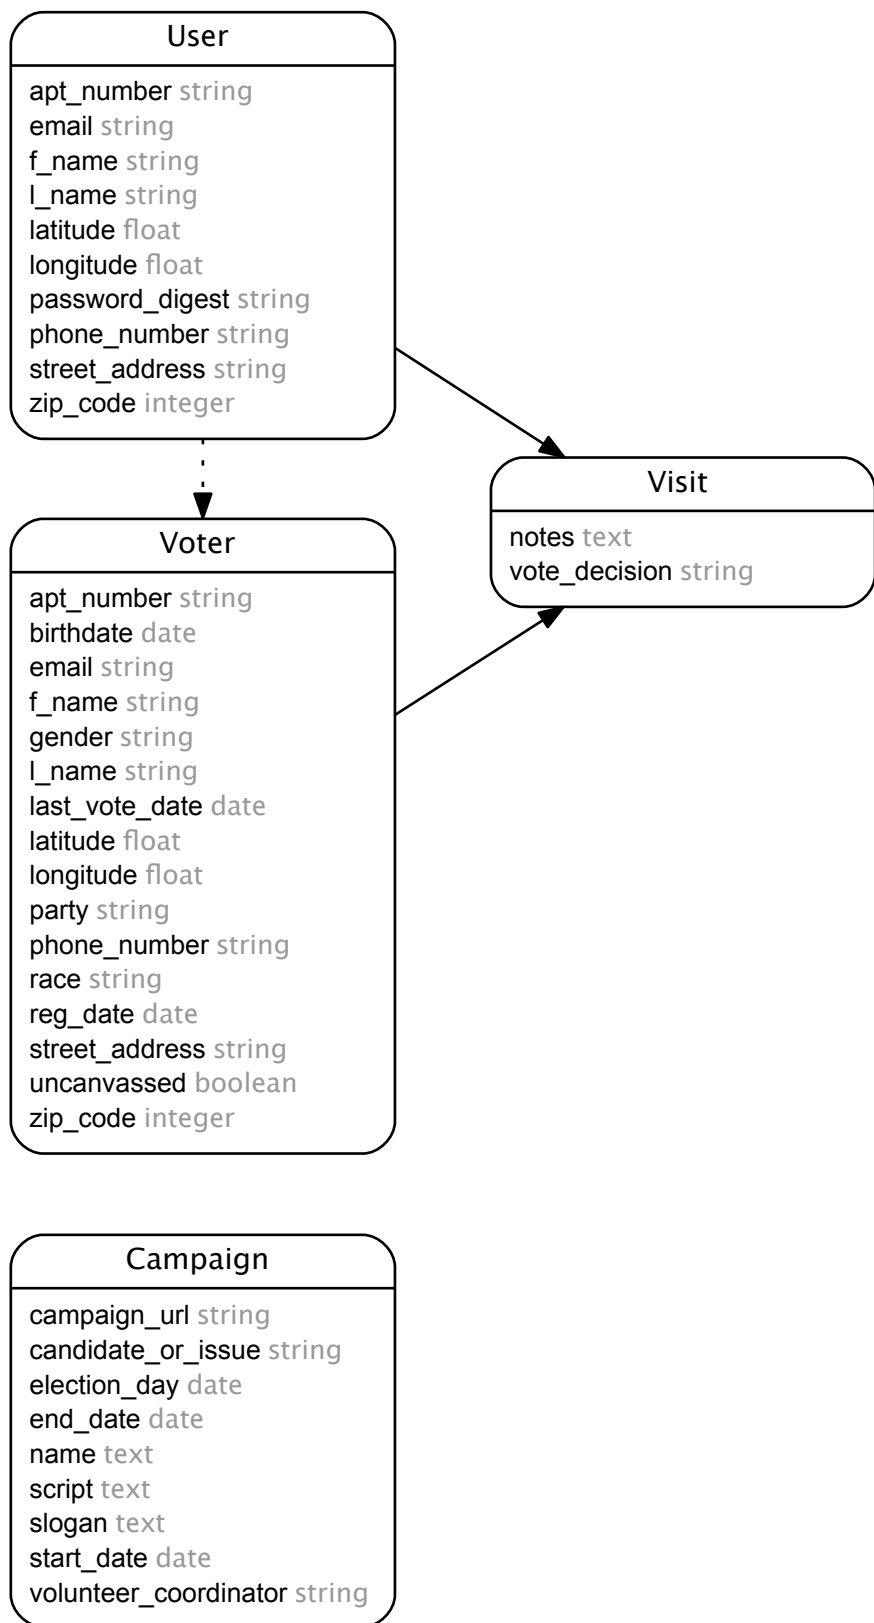 User
apt_number string
email string
f_name string
l_name string
latitude float
longitude float
password_digest string
phone_number string
street_address string
zip_code integer
Visit
notes text
vote_decision string
Voter
apt_number string
birthdate date
email string
f_name string
gender string
l_name string
last_vote_date date
latitude float
longitude float
party string
phone_number string
race string
reg_date date
street_address string
uncanvassed boolean
zip_code integer
Campaign
campaign_url string
candidate_or_issue string
election_day date
end_date date
name text
script text
slogan text
start_date date
volunteer_coordinator string